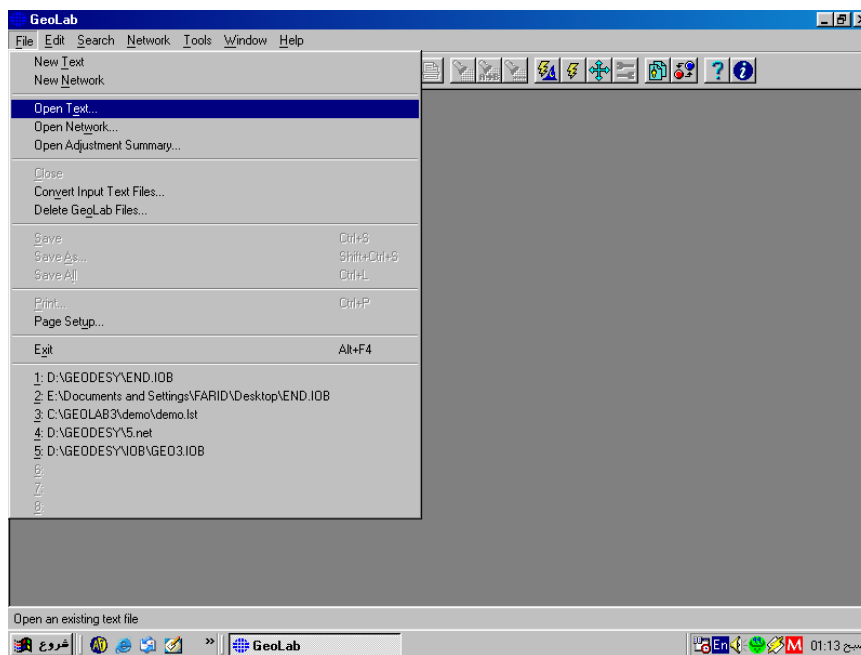 GeoLab
File Edit Search Network Tools Window Help
New Text
New Network
Open Text...
Open Network...
Open Adjustment Summary...
Close
Convert Input Text Files...
Delete GeoLab Files...
Save Ctrl+S
Save As... Shift+Ctrl+S
Save All Ctrl+L
Print... Ctrl+P
Page Setup...
Exit Alt+F4
1: D:\GEODESY\END.IOB
2: E:\Documents and Settings\FARID\Desktop\END.IOB
3: C:\GEOLAB3\demo\demo.lst
4: D:\GEODESY\5.net
5: D:\GEODESY\IOB\GEO3.IOB
6:
7:
8:
Open an existing text file
شروع » GeoLab En M 01:13